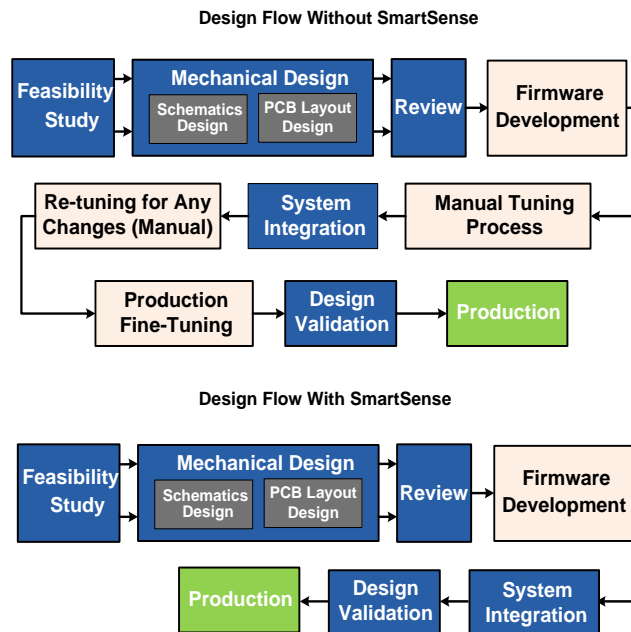 Design Flow Without SmartSense
Feasibility
Study
Mechanical Design
Schematics
Design
PCB Layout
Design
Review
Firmware
Development
Re-tuning for Any
Changes (Manual)
System
Integration
Manual Tuning
Process
Production
Fine-Tuning
Design
Validation
Production
Design Flow With SmartSense
Feasibility
Study
Mechanical Design
Schematics
Design
PCB Layout
Design
Review
Firmware
Development
Production
Design
Validation
System
Integration